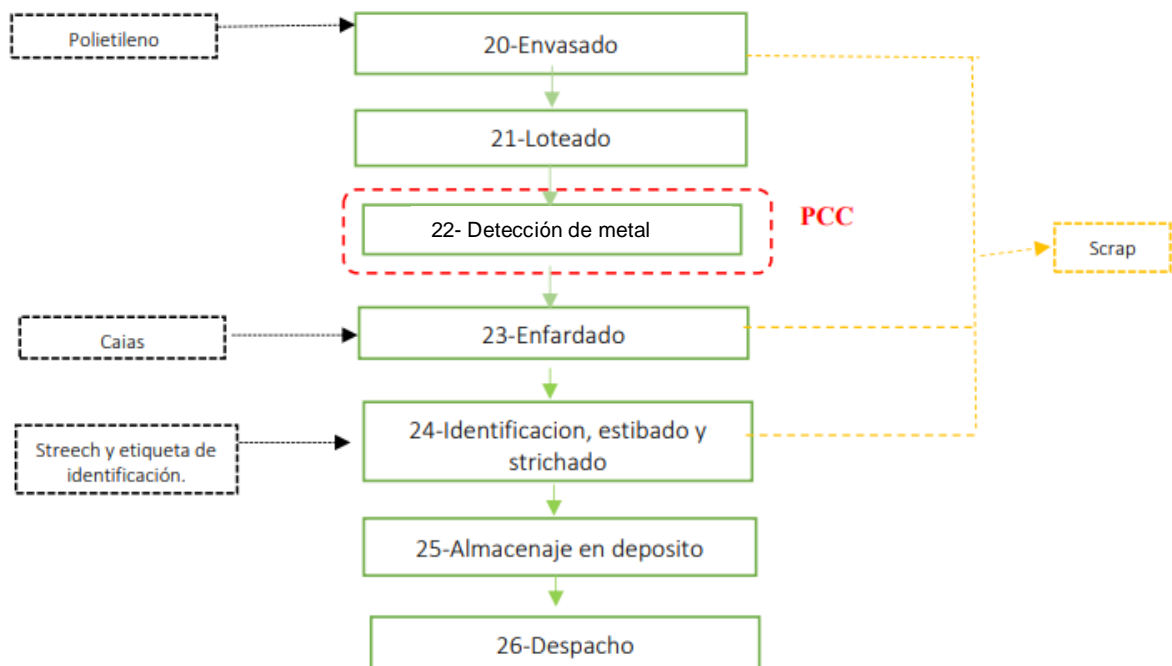 Polietileno
20-Envasado
21-Loteado
22- Detección de metal
PCC
Scrap
Caias
23-Enfardado
Streech y etiqueta de
identificación.
24-Identificacion, estibado y
strichado
25-Almacenaje en deposito
26-Despacho